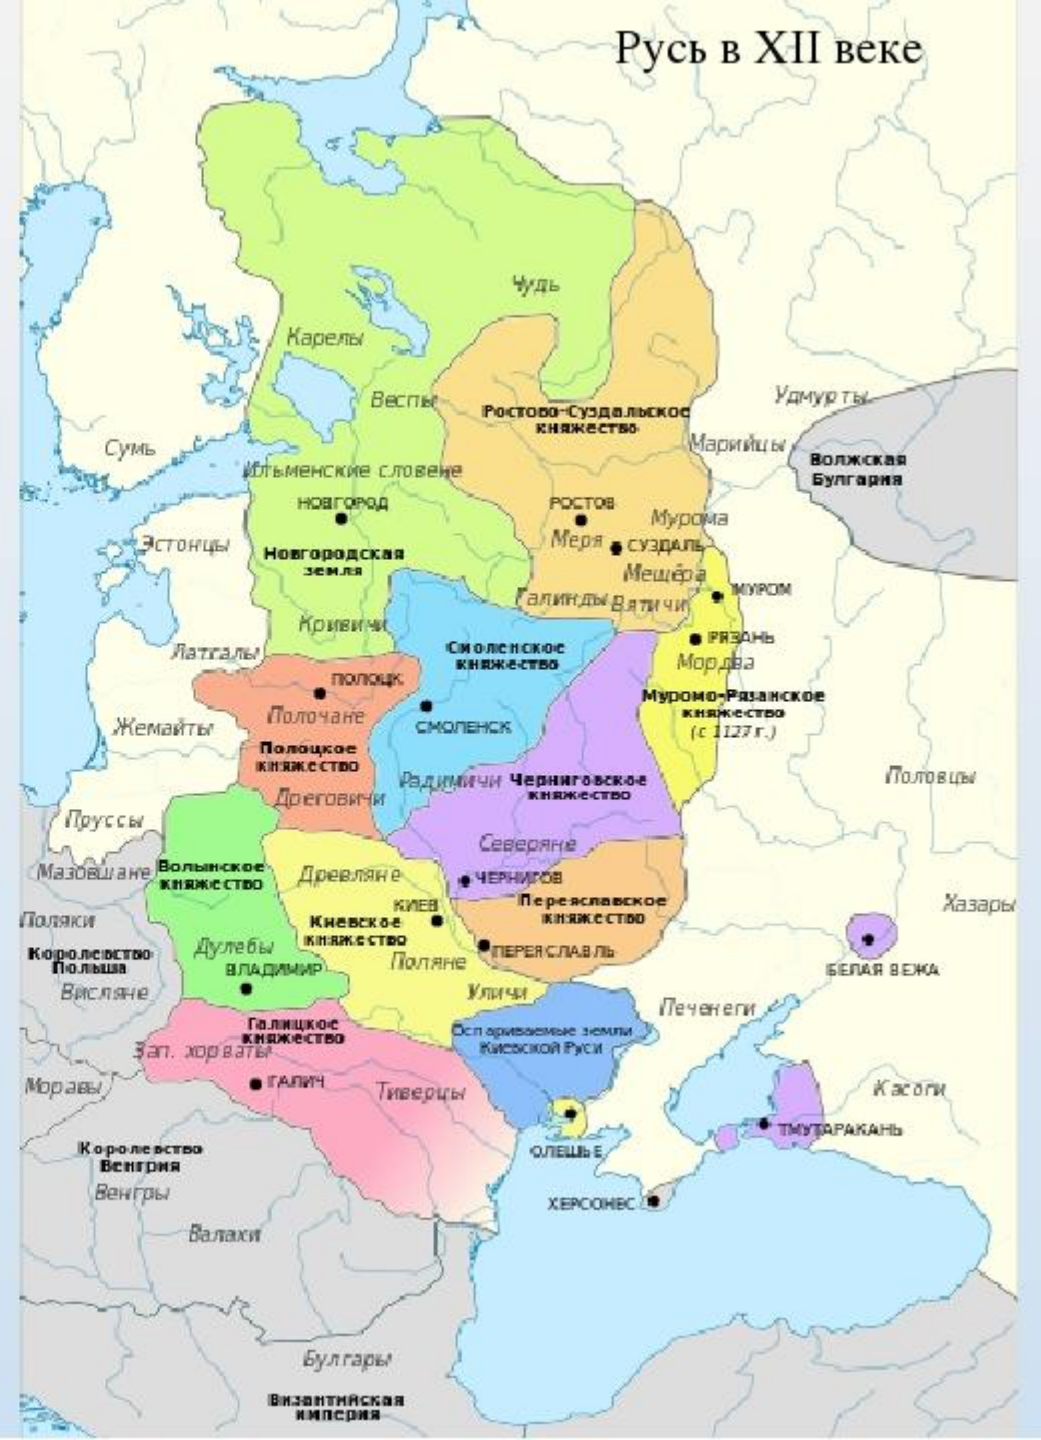 Русь в XII веке
Чудь
Карелы
Веспы
Удмурты
Ростово-Суздальское
княжество
Марийцы
Сумь
Волжская
Булгария
Ильменские словене
НОВГОРОД
РОСТОВ
Мурома
Эстонцы
Меря
СУЗДАЛЬ
Новгородская
земля
Мещёра
МУРОМ
Галинды
Вятичи
Кривичи
РЯЗАНЬ
Латгалы
Смоленское
княжество
Мордва
ПОЛОЦК
Муромо-Рязанское
княжество
(с 1127г.)
Полочане
СМОЛЕНСК
Жемайты
Полоцкое
княжество
Радимичи
Черниговское
княжество
Половцы
Дреговичи
Пруссы
Северяне
Мазовшане
Волынское
княжество
Древляне
ЧЕРНИГОВ
КИЕВ
Переяславское
княжество
Хазары
Поляки
Киевское
княжество
Королевство
Польша
Дулебы
ПЕРЕЯСЛАВЛЬ
Поляне
ВЛАДИМИР
БЕЛАЯ ВЕЖА
Висляне
Уличи
Печенеги
Галицкое
княжество
Оспариваемые земли
Киевской Руси
Зап. хорваты
ГАЛИЧ
Тиверцы
Моравы
Касоги
ТМУТАРАКАНЬ
Королевство
Венгрия
ОЛЕШЬЕ
Венгры
ХЕРСОНЕС
Валахи
Булгары
Византийская
империя